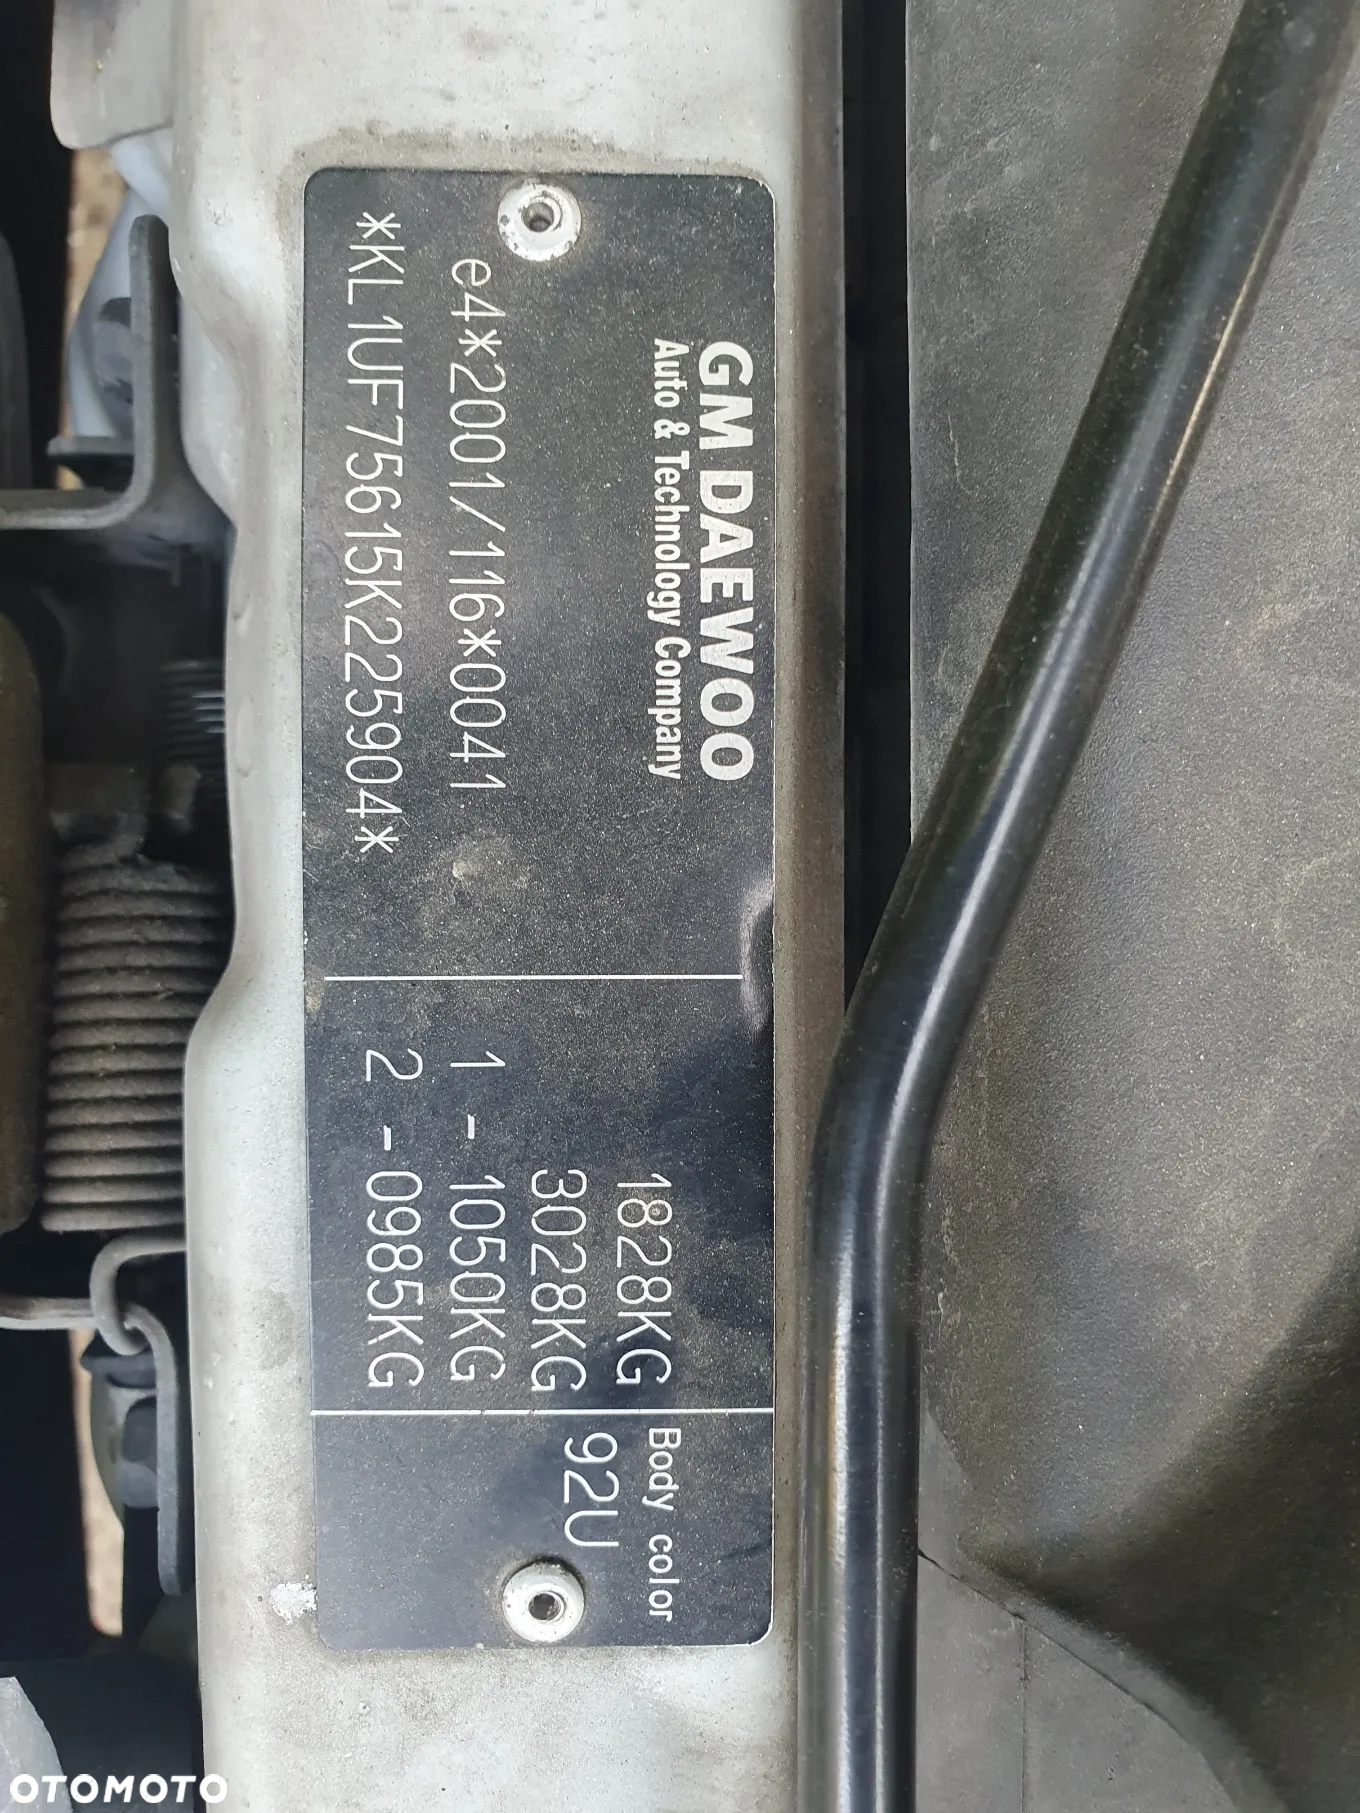 GM DAEWOO
Auto & Technology Company
e4*2001/116*0041
*KL1UF75615K225904*
1828KG
3028KG
1 - 1050KG
2 - 0985KG
Body color
92U
OTOMOTO